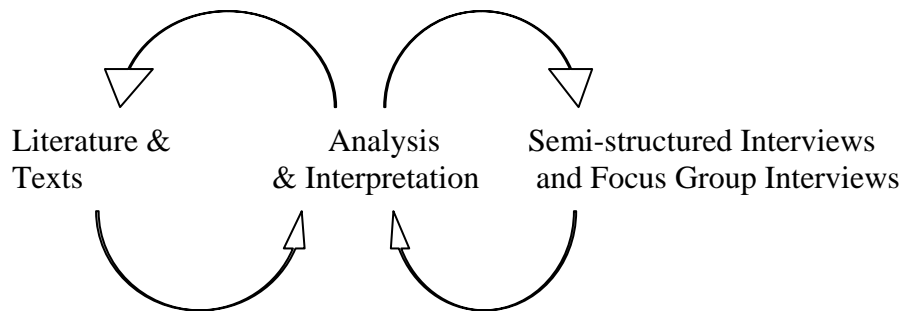 Literature &
Texts
Analysis
& Interpretation
Semi-structured Interviews
and Focus Group Interviews